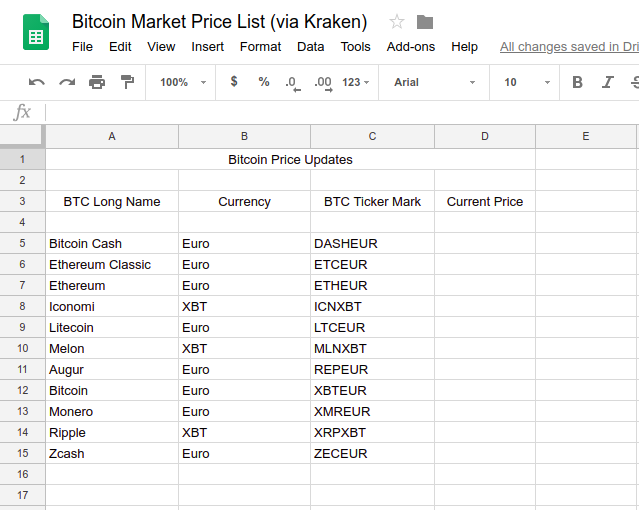 Bitcoin Market Price List (via Kraken)
File Edit View Insert Format Data Tools Add-ons Help All changes saved in Dri
100% $ % .0 .00 123 Arial 10 B I S
fx
A B C D E
1 Bitcoin Price Updates
2
3 BTC Long Name Currency BTC Ticker Mark Current Price
4
5 Bitcoin Cash Euro DASHEUR
6 Ethereum Classic Euro ETCEUR
7 Ethereum Euro ETHEUR
8 Iconomi XBT ICNXBT
9 Litecoin Euro LTCEUR
10 Melon XBT MLNXBT
11 Augur Euro REPEUR
12 Bitcoin Euro XBTEUR
13 Monero Euro XMREUR
14 Ripple XBT XRPXBT
15 Zcash Euro ZECEUR
16
17